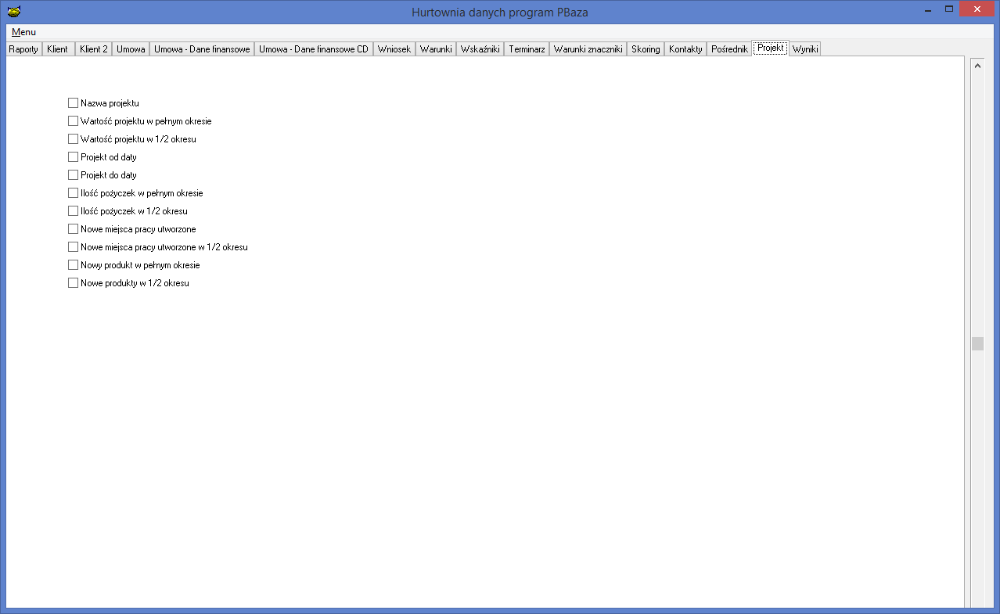 Hurtownia danych program PBaza
Menu
Raporty Klient Klient 2 Umowa Umowa - Dane finansowe Umowa - Dane finansowe CD Wniosek Warunki Wskaźniki Terminarz Warunki znaczniki Skoring Kontakty Pośrednik Projekt Wyniki
Nazwa projektu
Wartość projektu w pełnym okresie
Wartość projektu w 1/2 okresu
Projekt od daty
Projekt do daty
Ilość pożyczek w pełnym okresie
Ilość pożyczek w 1/2 okresu
Nowe miejsca pracy utworzone
Nowe miejsca pracy utworzone w 1/2 okresu
Nowy produkt w pełnym okresie
Nowe produkty w 1/2 okresu